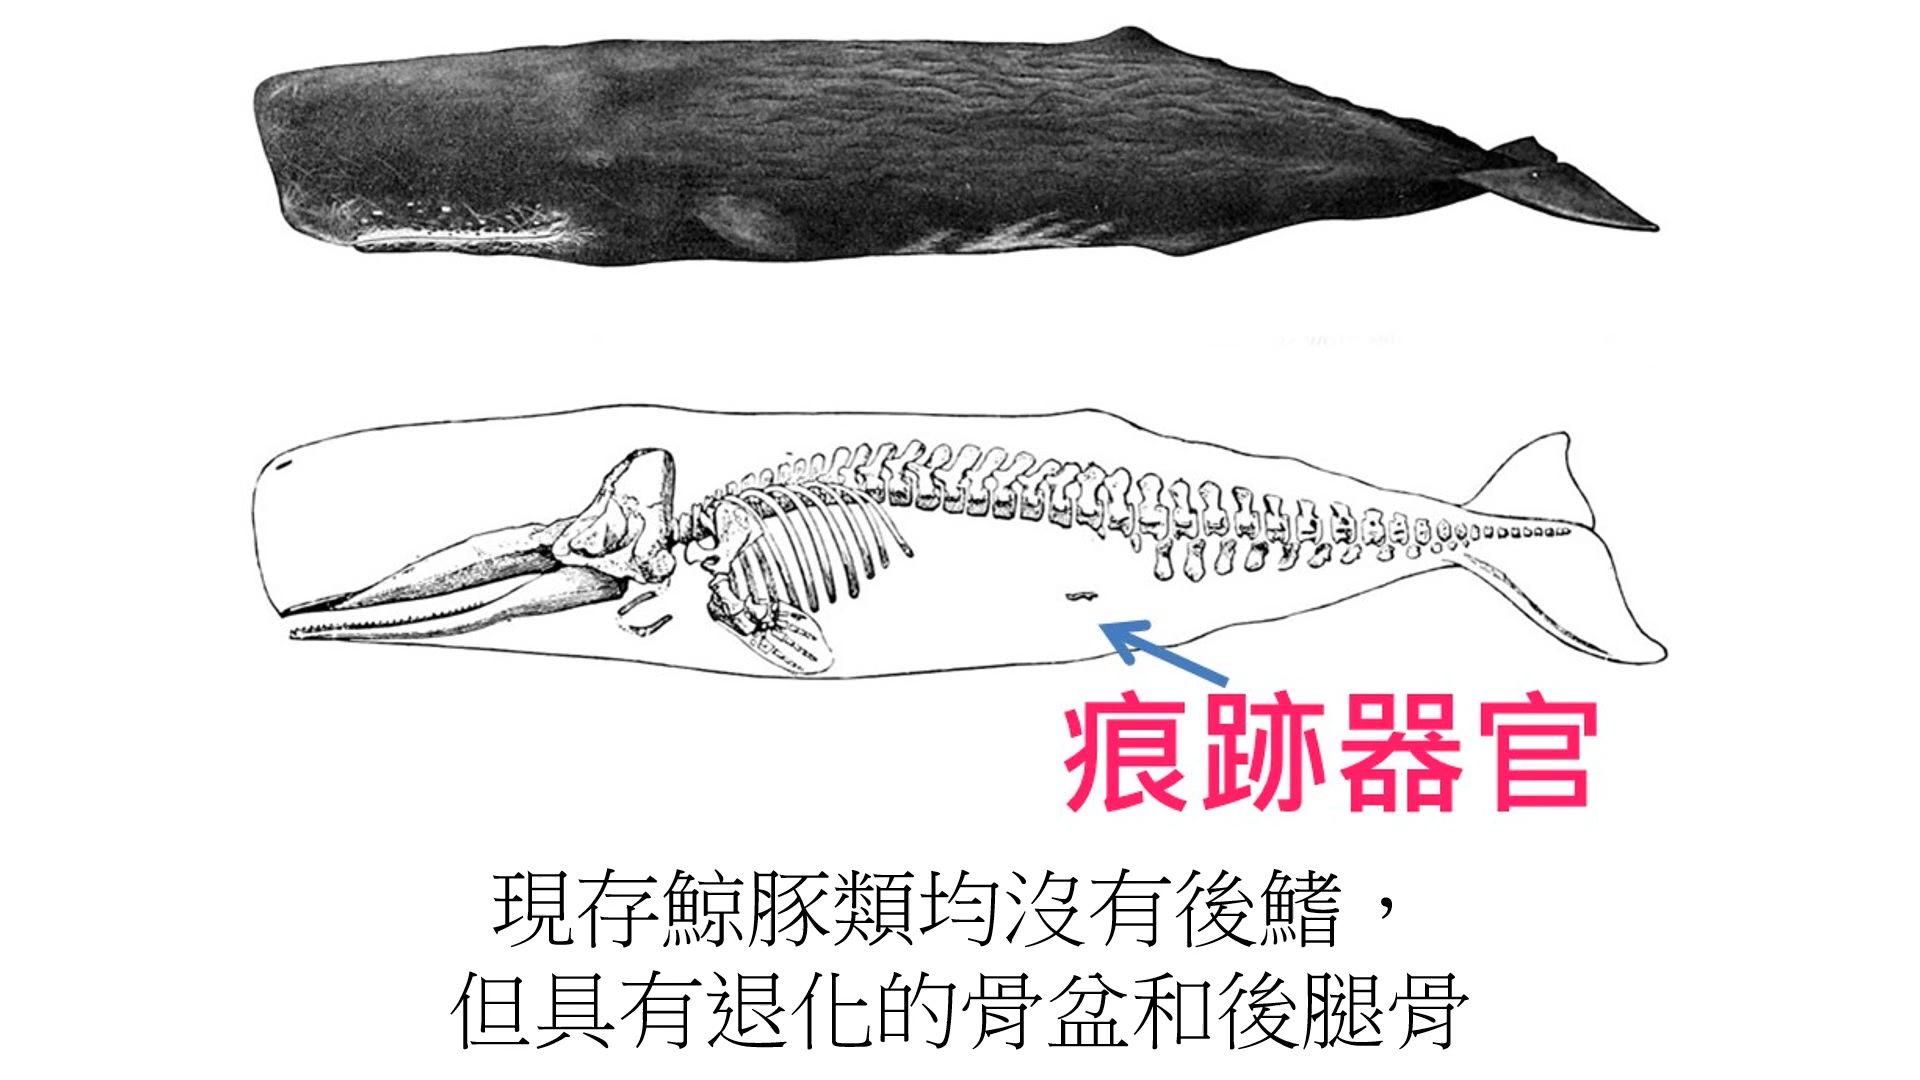 痕跡器官
現存鯨豚類均沒有後鰭，
但具有退化的骨盆和後腿骨